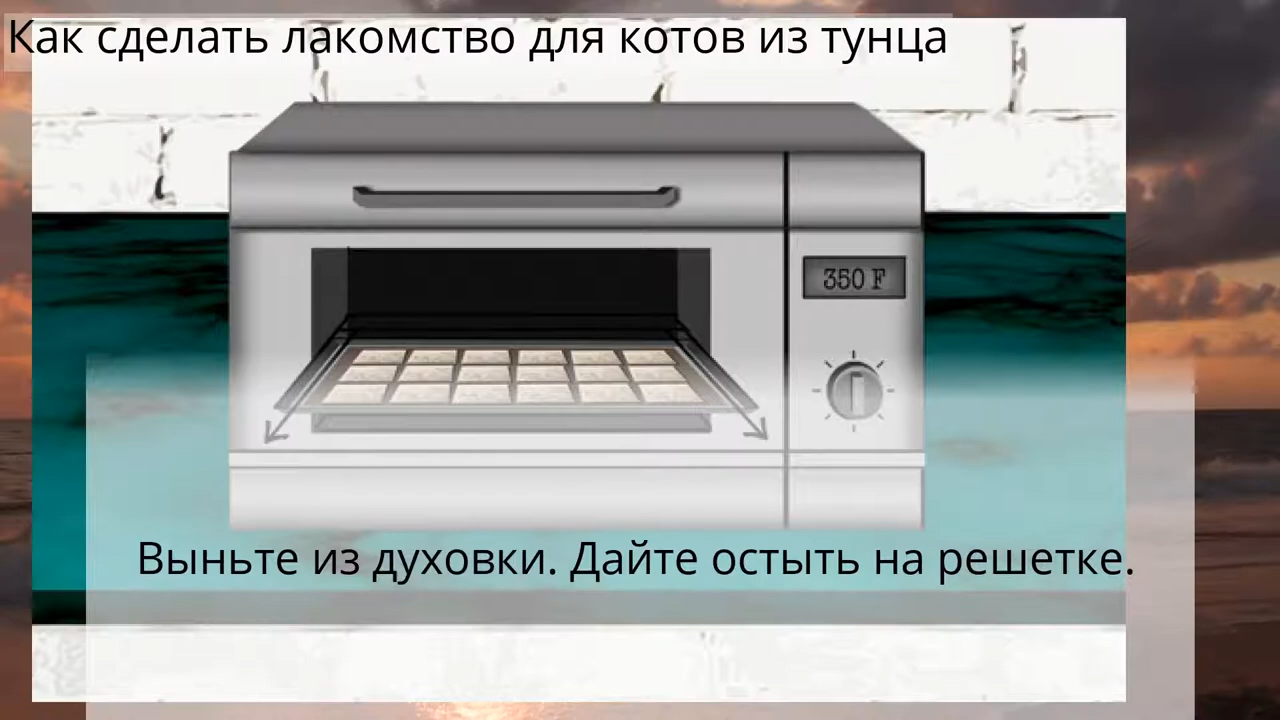 Как сделать лакомство для котов из тунца
350 F
Выньте из духовки. Дайте остыть на решетке.